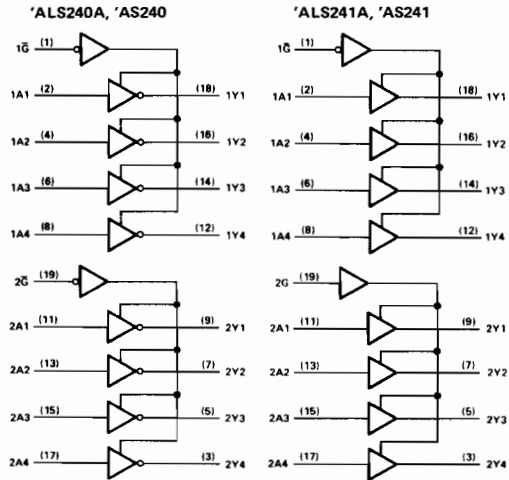 'ALS240A, 'AS240
1G̅ (1)
1A1 (2) (18) 1Y1
1A2 (4) (16) 1Y2
1A3 (6) (14) 1Y3
1A4 (8) (12) 1Y4
2G̅ (19)
2A1 (11) (9) 2Y1
2A2 (13) (7) 2Y2
2A3 (15) (5) 2Y3
2A4 (17) (3) 2Y4
'ALS241A, 'AS241
1G̅ (1)
1A1 (2) (18) 1Y1
1A2 (4) (16) 1Y2
1A3 (6) (14) 1Y3
1A4 (8) (12) 1Y4
2G (19)
2A1 (11) (9) 2Y1
2A2 (13) (7) 2Y2
2A3 (15) (5) 2Y3
2A4 (17) (3) 2Y4